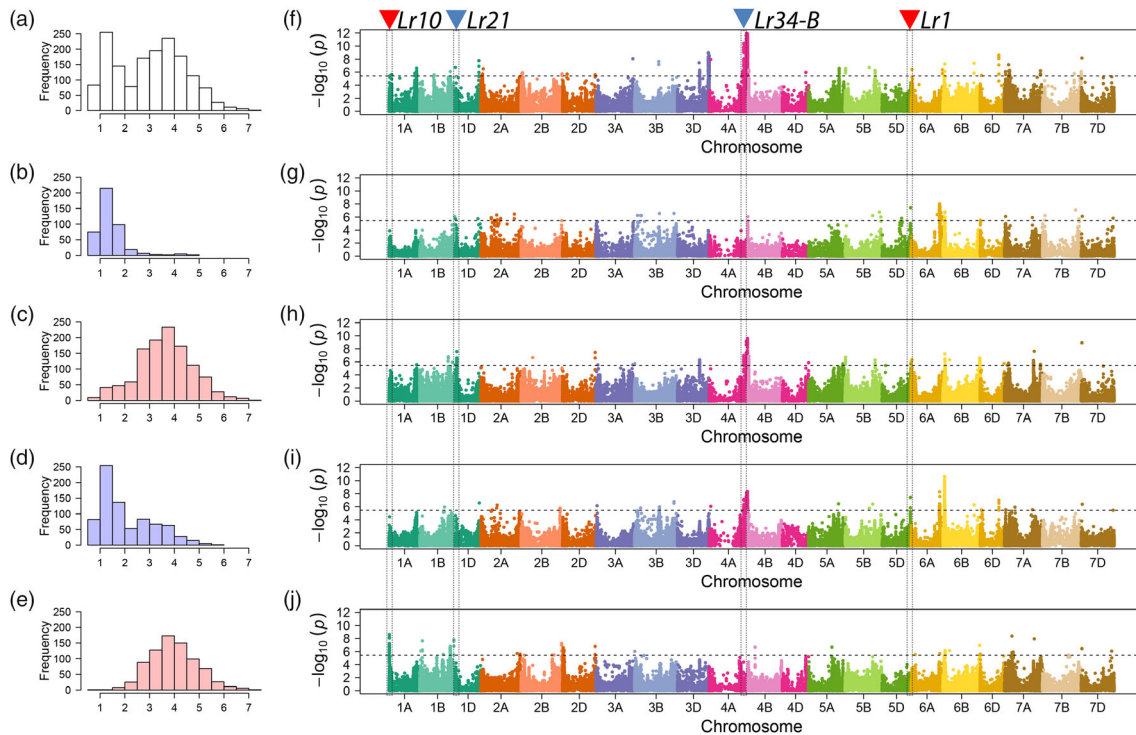 Lr10 Lr21 Lr34-B Lr1
(a)
Frequency
250
200
150
100
50
0
1 2 3 4 5 6 7
(f)
−log10 (p)
12
10
8
6
4
2
0
1A 1B 1D 2A 2B 2D 3A 3B 3D 4A 4B 4D 5A 5B 5D 6A 6B 6D 7A 7B 7D
Chromosome
(b)
Frequency
250
200
150
100
50
0
1 2 3 4 5 6 7
(g)
−log10 (p)
12
10
8
6
4
2
0
1A 1B 1D 2A 2B 2D 3A 3B 3D 4A 4B 4D 5A 5B 5D 6A 6B 6D 7A 7B 7D
Chromosome
(c)
Frequency
250
200
150
100
50
0
1 2 3 4 5 6 7
(h)
−log10 (p)
12
10
8
6
4
2
0
1A 1B 1D 2A 2B 2D 3A 3B 3D 4A 4B 4D 5A 5B 5D 6A 6B 6D 7A 7B 7D
Chromosome
(d)
Frequency
250
200
150
100
50
0
1 2 3 4 5 6 7
(i)
−log10 (p)
12
10
8
6
4
2
0
1A 1B 1D 2A 2B 2D 3A 3B 3D 4A 4B 4D 5A 5B 5D 6A 6B 6D 7A 7B 7D
Chromosome
(e)
Frequency
250
200
150
100
50
0
1 2 3 4 5 6 7
(j)
−log10 (p)
12
10
8
6
4
2
0
1A 1B 1D 2A 2B 2D 3A 3B 3D 4A 4B 4D 5A 5B 5D 6A 6B 6D 7A 7B 7D
Chromosome